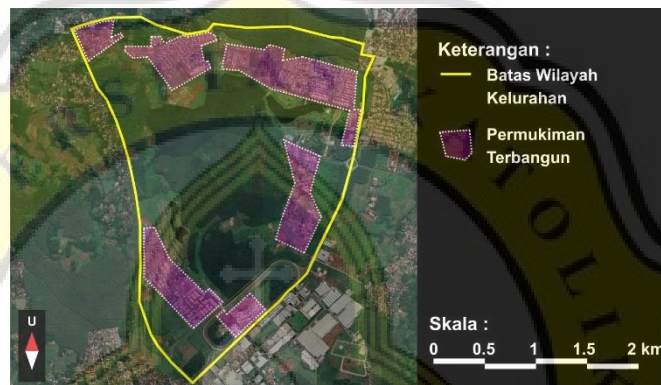 Keterangan :
Batas Wilayah
Kelurahan
Permukiman
Terbangun
U
Skala :
0 0.5 1 1.5 2 km